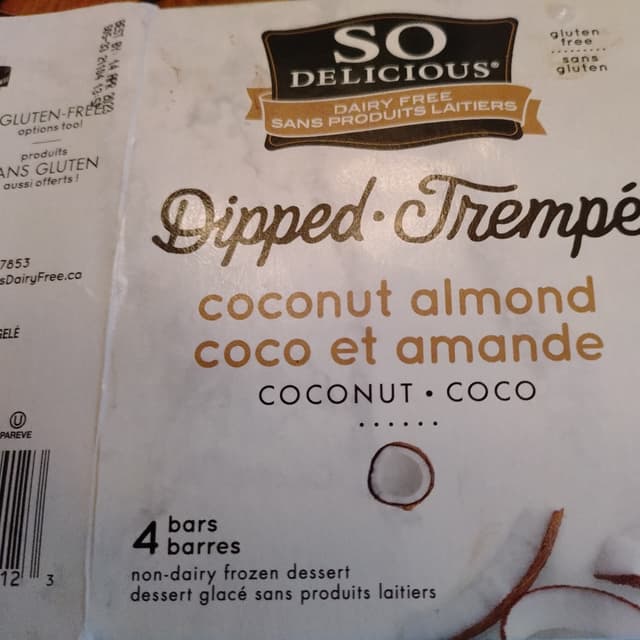 SO
DELICIOUS®
DAIRY FREE
SANS PRODUITS LAITIERS
gluten
free
sans
gluten
Dipped • Trempé
coconut almond
coco et amande
COCONUT • COCO
4 bars
barres
non-dairy frozen dessert
dessert glacé sans produits laitiers
GLUTEN-FREE
options too!
produits
ANS GLUTEN
aussi offerts !
7853
sDairyFree.ca
GELÉ
U
PAREVE
12 3